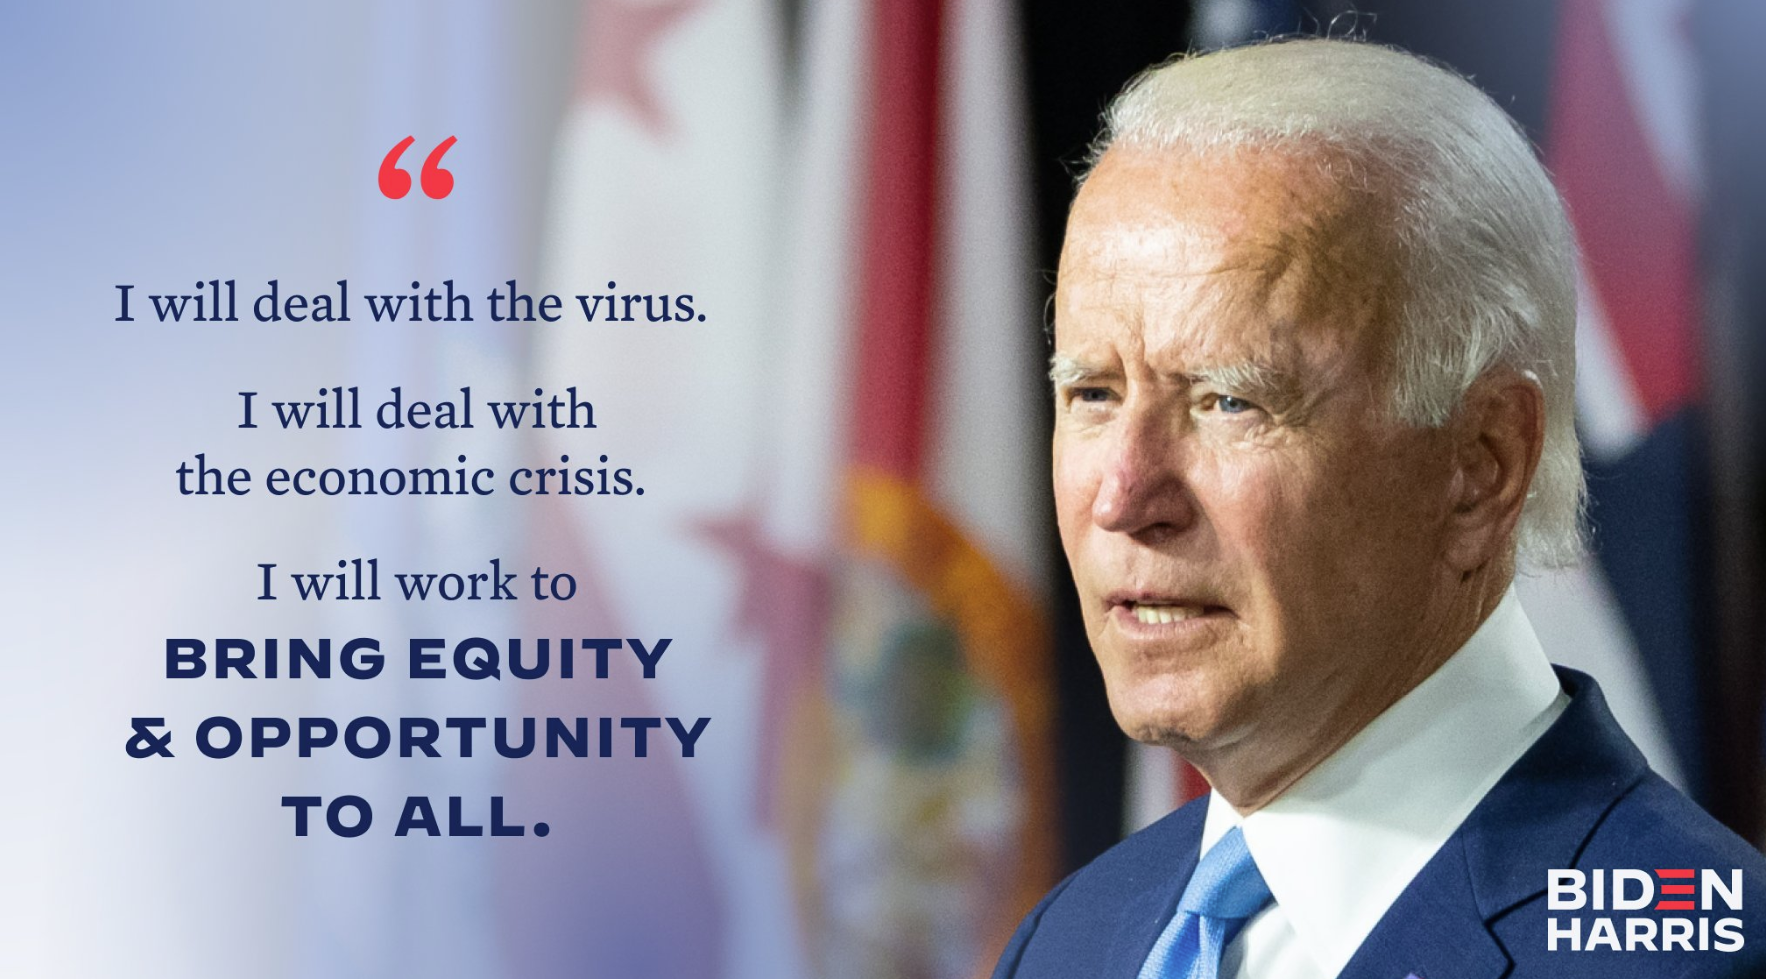 “
I will deal with the virus.
I will deal with
the economic crisis.
I will work to
BRING EQUITY
& OPPORTUNITY
TO ALL.
BIDEN
HARRIS